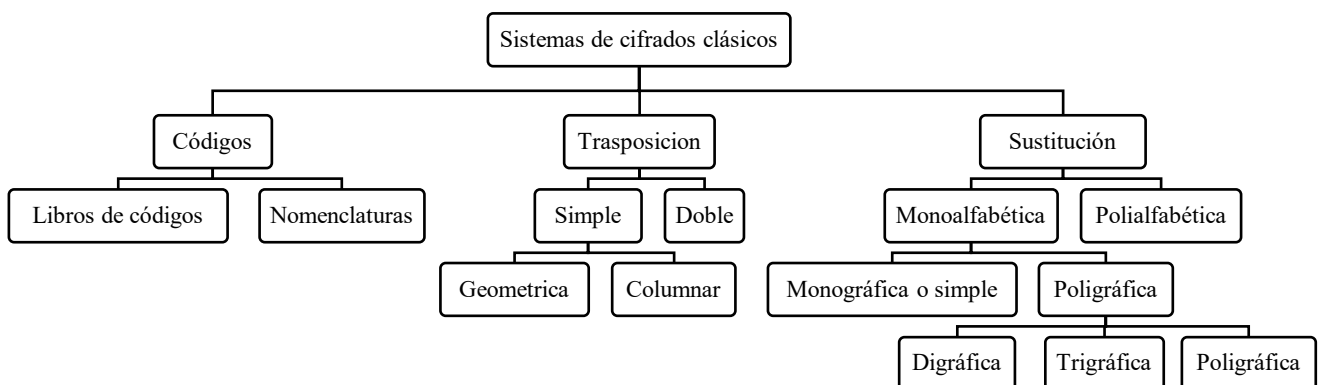 Sistemas de cifrados clásicos
Códigos
Trasposicion
Sustitución
Libros de códigos
Nomenclaturas
Simple
Doble
Monoalfabética
Polialfabética
Geometrica
Columnar
Monográfica o simple
Poligráfica
Digráfica
Trigráfica
Poligráfica